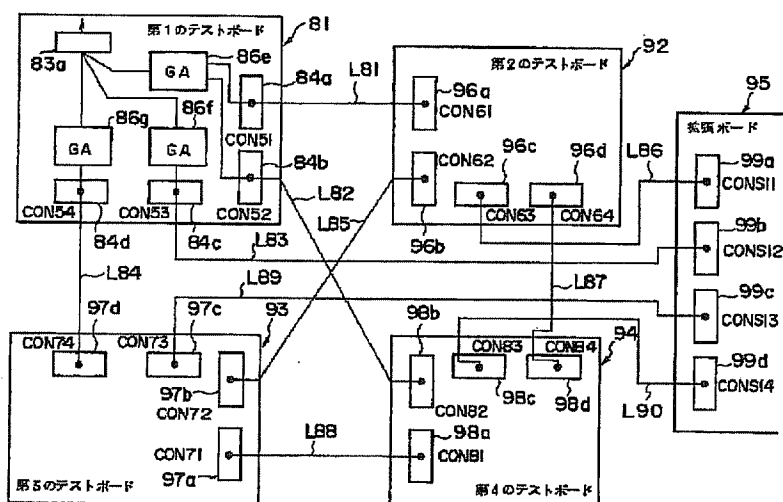 第1のテストボード
81
83a
GA
86e
84a
L81
CON51
86g
GA
86f
GA
84b
CON52
L82
CON54
84d
CON53
84c
L83
L84
L85
第2のテストボード
92
96a
CON61
CON62
96b
96c
CON63
96d
CON64
L86
95
拡張ボード
99a
CONS11
99b
CONS12
99c
CONS13
99d
CONS14
L89
L87
L90
97d
CON74
97c
CON73
93
97b
CON72
CON71
97a
第3のテストボード
L88
98b
CON82
CON83
98c
CON84
98d
94
98a
CON81
第4のテストボード